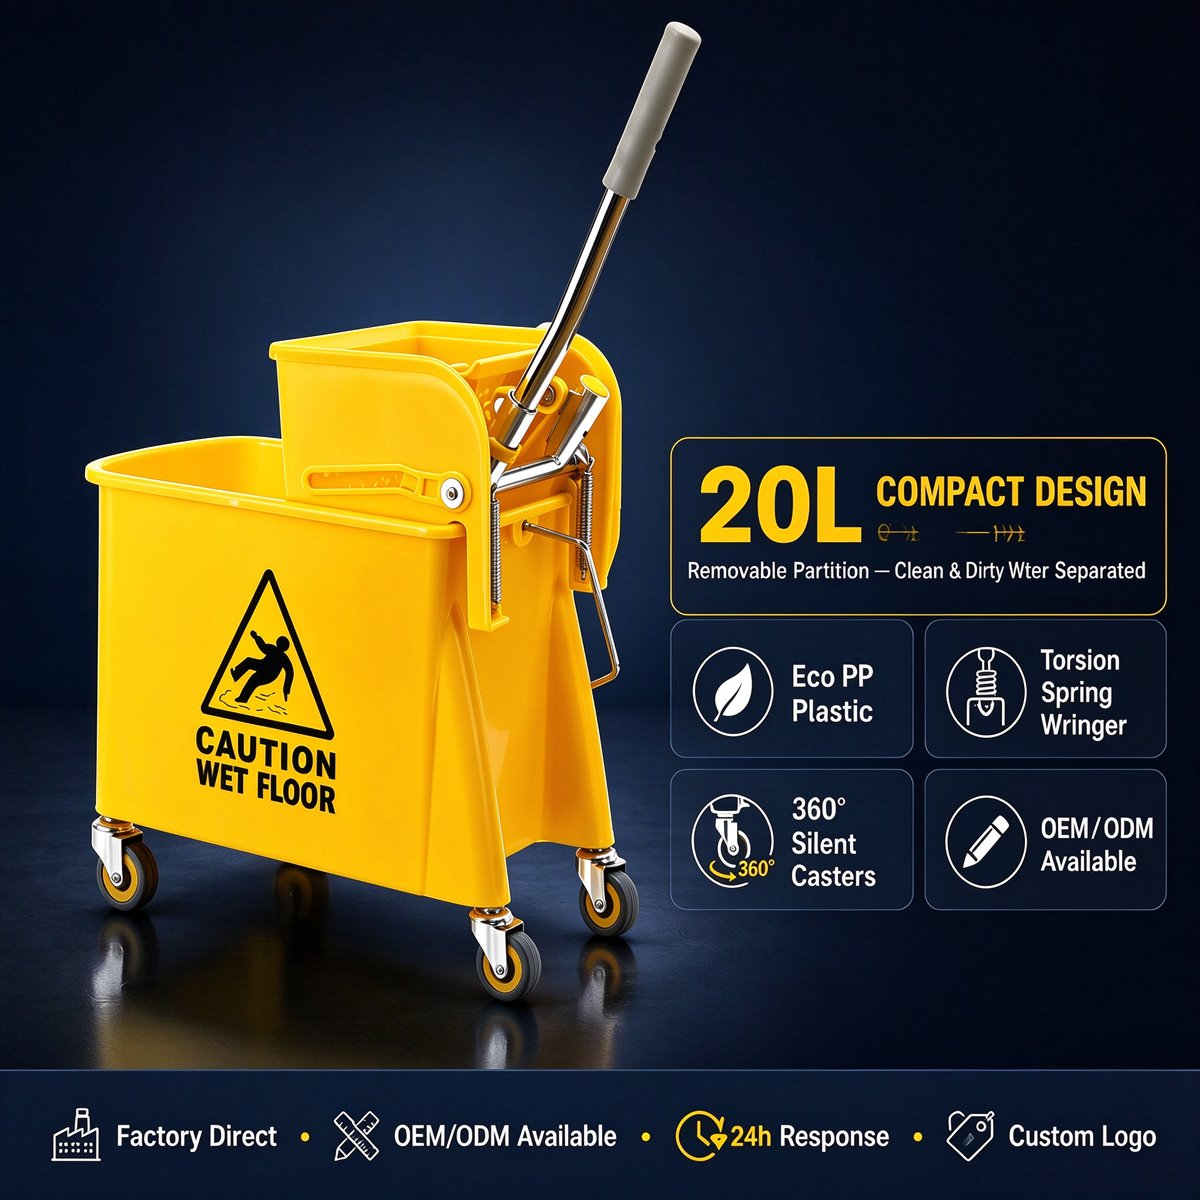 20L COMPACT DESIGN
Removable Partition — Clean & Dirty Wter Separated
Eco PP
Plastic
Torsion
Spring
Wringer
360°
360°
Silent
Casters
OEM/ODM
Available
CAUTION
WET FLOOR
Factory Direct • OEM/ODM Available • 24h Response • Custom Logo